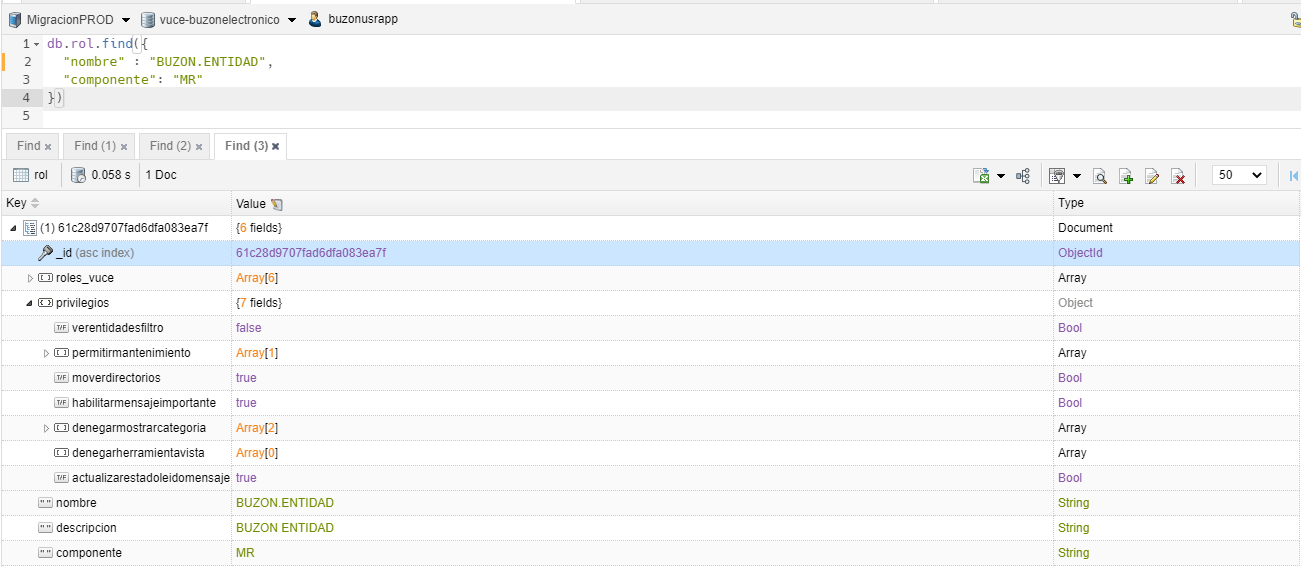 MigracionPROD vuce-buzonelectronico buzonusrapp
1 db.rol.find({
2 "nombre" : "BUZON.ENTIDAD",
3 "componente": "MR"
4 })
5
Find × Find (1) × Find (2) × Find (3) ×
rol 0.058 s 1 Doc 50
Key Value Type
(1) 61c28d9707fad6dfa083ea7f {6 fields} Document
_id (asc index) 61c28d9707fad6dfa083ea7f ObjectId
roles_vuce Array[6] Array
privilegios {7 fields} Object
T/F verentidadesfiltro false Bool
permitirmantenimiento Array[1] Array
T/F moverdirectorios true Bool
T/F habilitarmensajeimportante true Bool
denegarmostrarcategoria Array[2] Array
denegarherramientavista Array[0] Array
T/F actualizarestadoleidomensaje true Bool
" " nombre BUZON.ENTIDAD String
" " descripcion BUZON ENTIDAD String
" " componente MR String